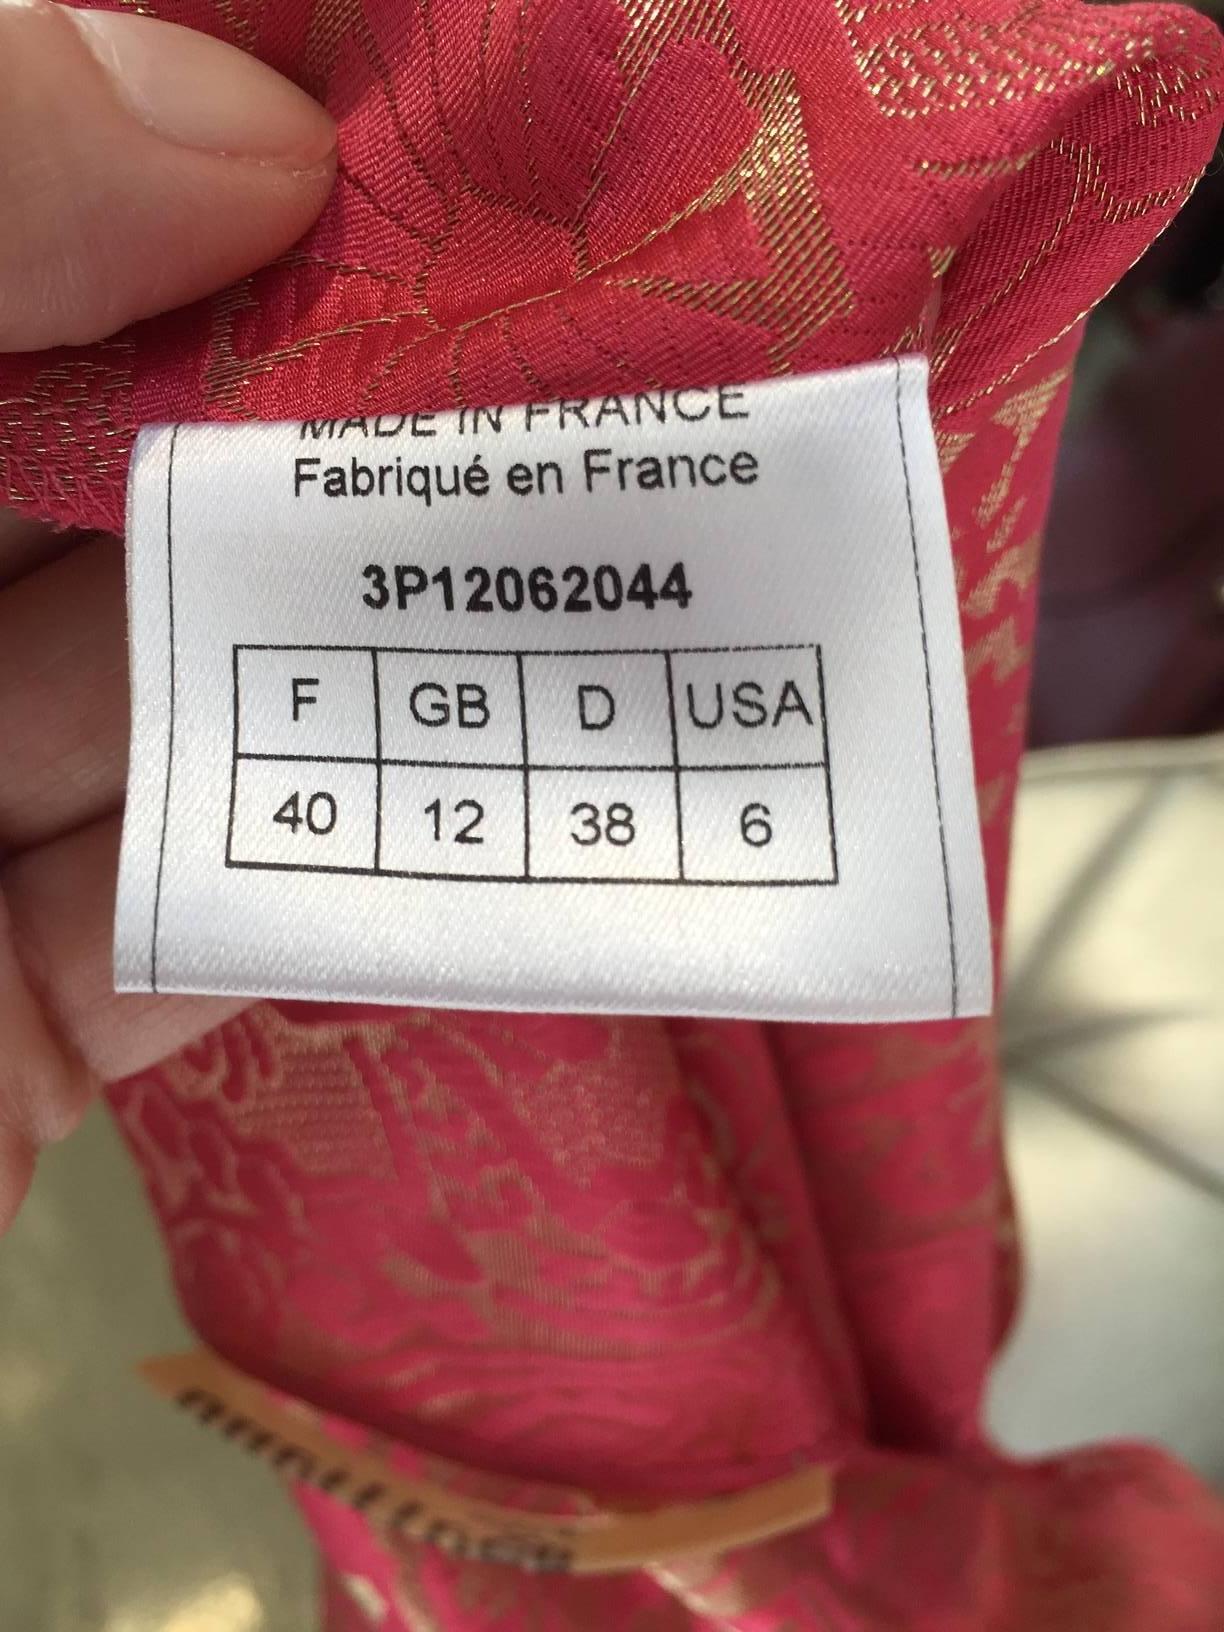 MADE IN FRANCE
Fabriqué en France
3P12062044
F GB D USA
40 12 38 6